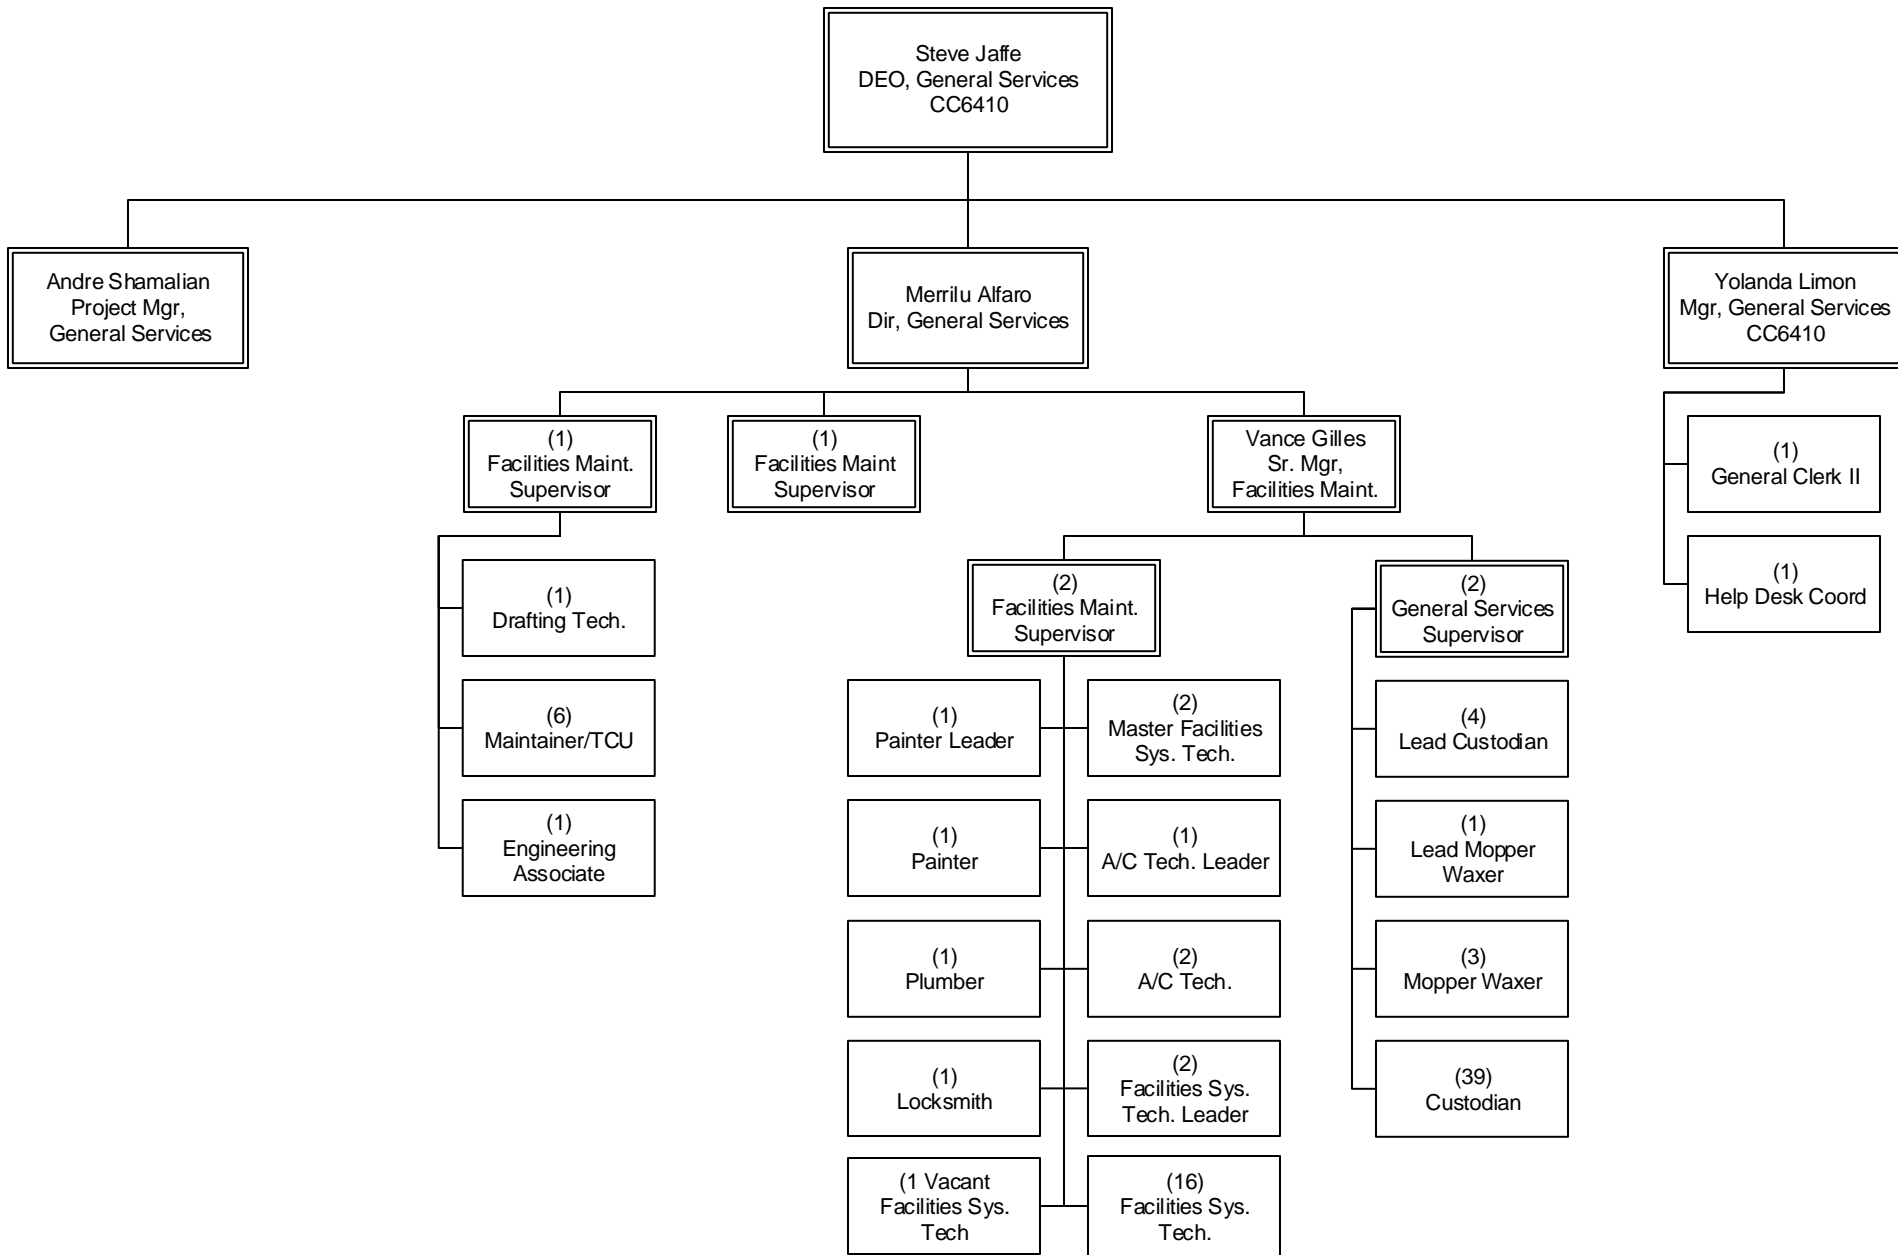 Steve Jaffe
DEO, General Services
CC6410
Andre Shamalian
Project Mgr,
General Services
Merrilu Alfaro
Dir, General Services
Yolanda Limon
Mgr, General Services
CC6410
(1)
Facilities Maint.
Supervisor
(1)
Facilities Maint
Supervisor
Vance Gilles
Sr. Mgr,
Facilities Maint.
(1)
General Clerk II
(1)
Help Desk Coord
(1)
Drafting Tech.
(6)
Maintainer/TCU
(1)
Engineering
Associate
(2)
Facilities Maint.
Supervisor
(2)
General Services
Supervisor
(1)
Painter Leader
(2)
Master Facilities
Sys. Tech.
(1)
Painter
(1)
A/C Tech. Leader
(1)
Plumber
(2)
A/C Tech.
(1)
Locksmith
(2)
Facilities Sys.
Tech. Leader
(1 Vacant
Facilities Sys.
Tech
(16)
Facilities Sys.
Tech.
(4)
Lead Custodian
(1)
Lead Mopper
Waxer
(3)
Mopper Waxer
(39)
Custodian